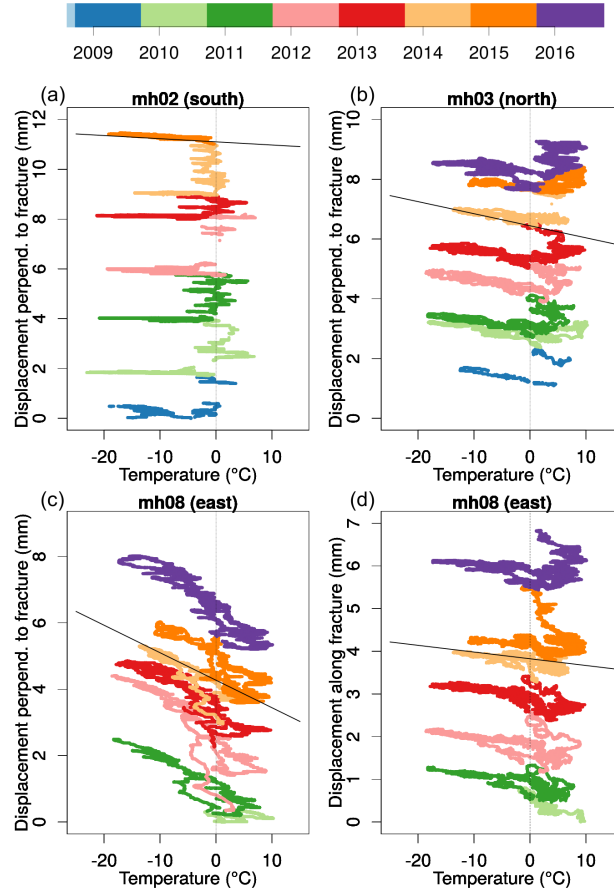 2009 2010 2011 2012 2013 2014 2015 2016
(a) mh02 (south)
Displacement perpend. to fracture (mm)
0 2 4 6 8 10 12
-20 -10 0 10
Temperature (°C)
(b) mh03 (north)
Displacement perpend. to fracture (mm)
0 2 4 6 8 10
-20 -10 0 10
Temperature (°C)
(c) mh08 (east)
Displacement perpend. to fracture (mm)
0 2 4 6 8
-20 -10 0 10
Temperature (°C)
(d) mh08 (east)
Displacement along fracture (mm)
0 1 2 3 4 5 6 7
-20 -10 0 10
Temperature (°C)